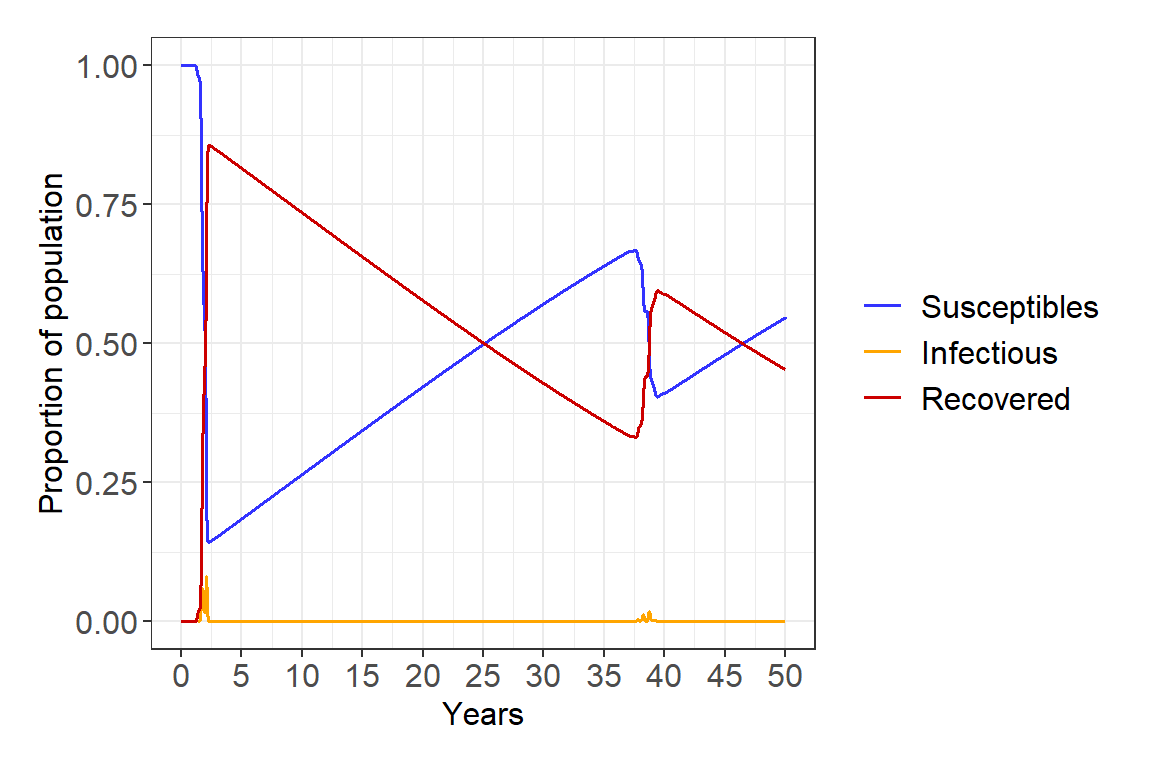 1.00
0.75
0.50
0.25
0.00
Proportion of population
0 5 10 15 20 25 30 35 40 45 50
Years
Susceptibles
Infectious
Recovered